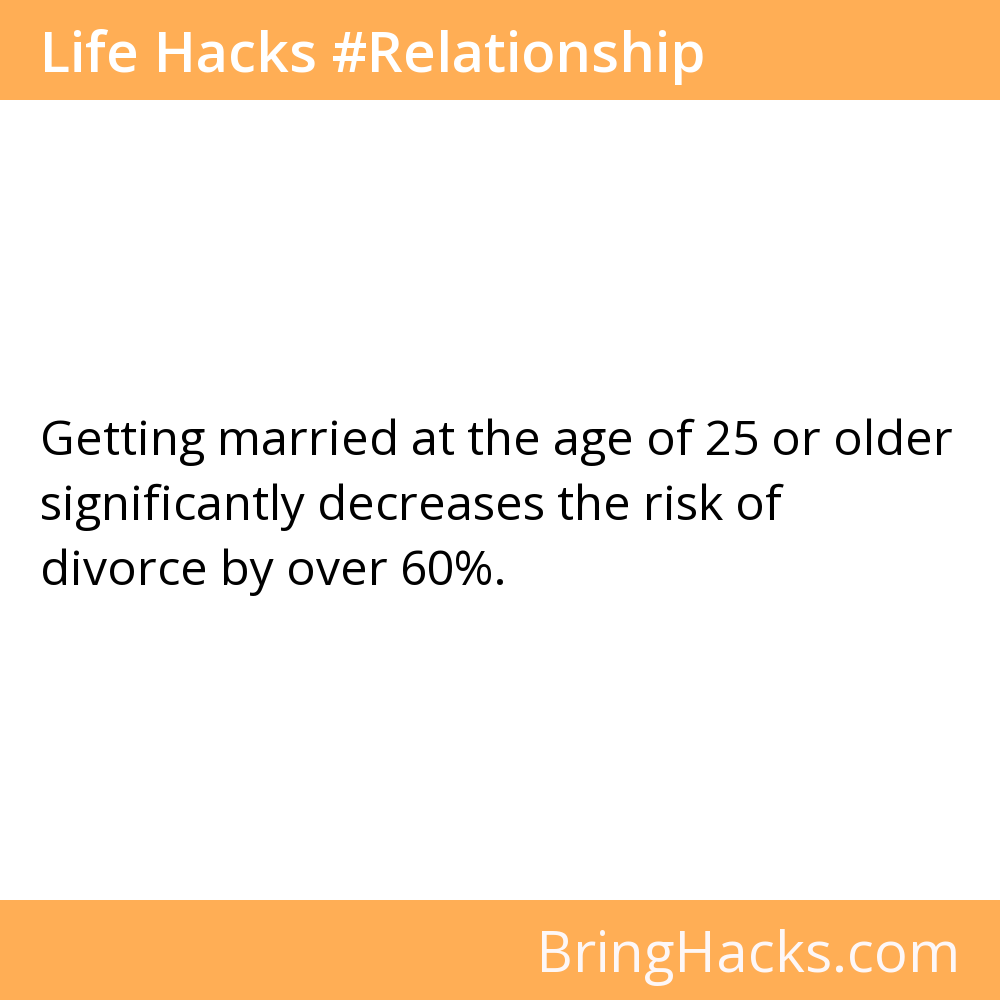 Life Hacks #Relationship
Getting married at the age of 25 or older
significantly decreases the risk of
divorce by over 60%.
BringHacks.com